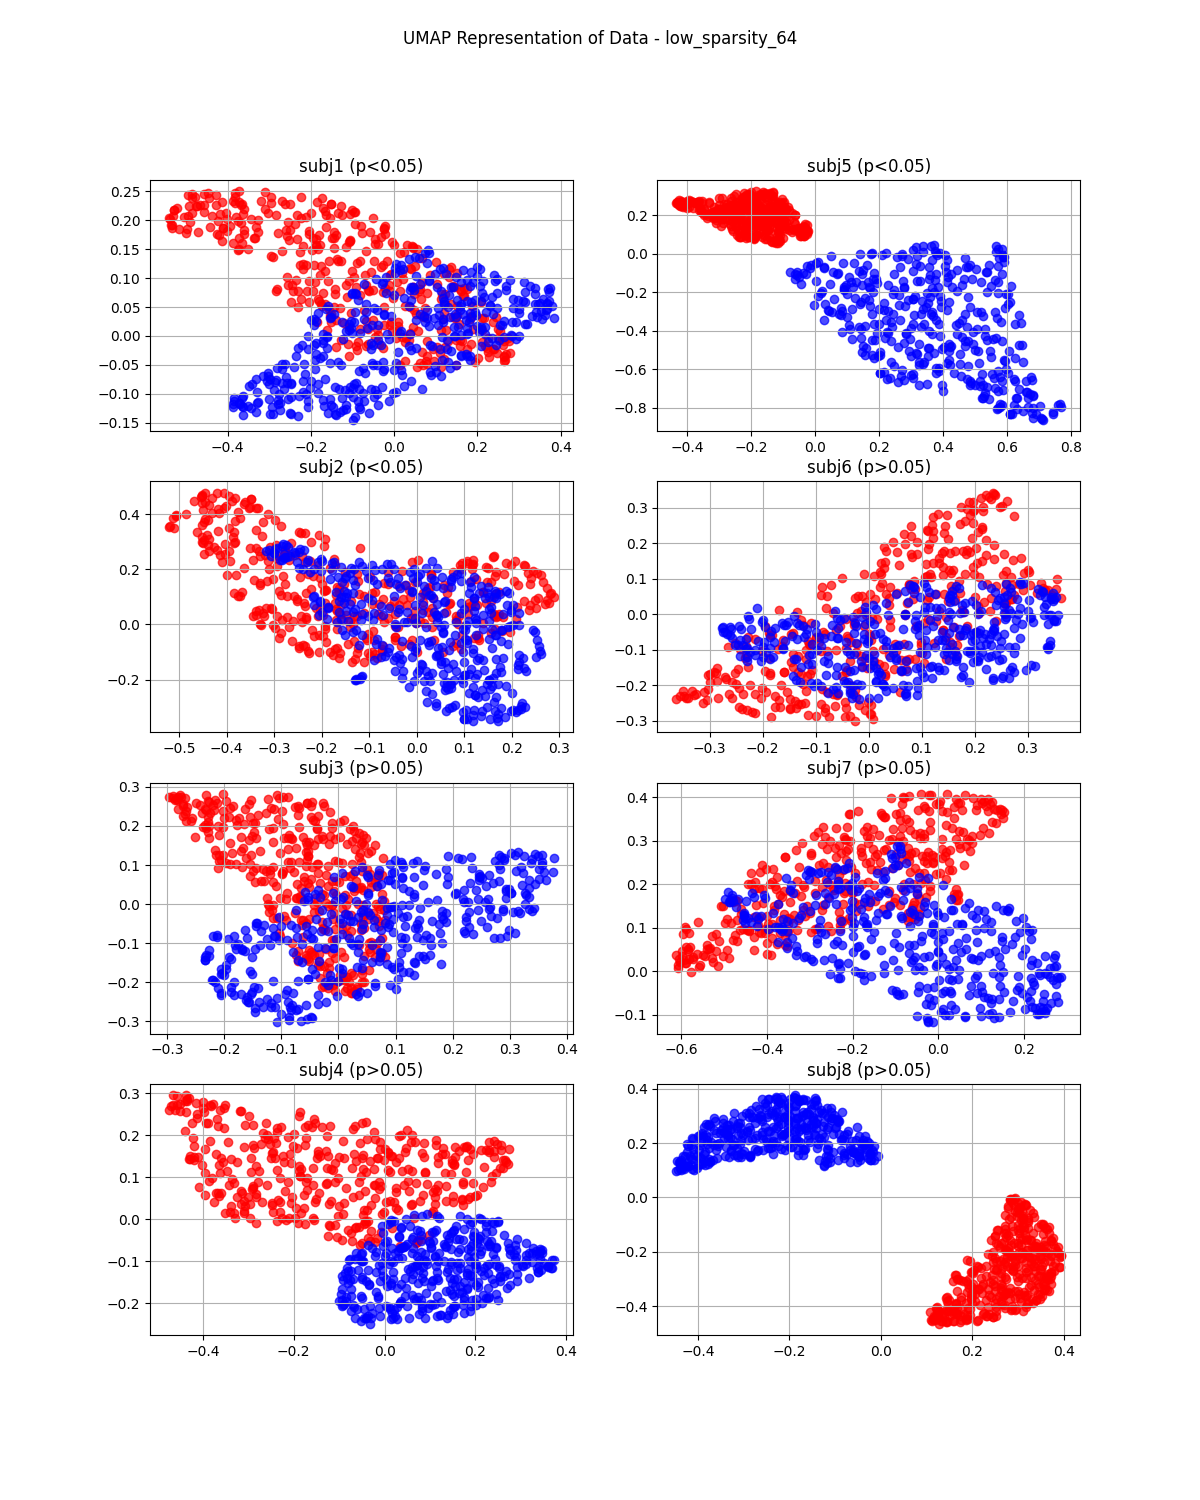 UMAP Representation of Data - low_sparsity_64
subj1 (p<0.05)
0.25
0.20
0.15
0.10
0.05
0.00
−0.05
−0.10
−0.15
−0.4 −0.2 0.0 0.2 0.4
subj5 (p<0.05)
0.2
0.0
−0.2
−0.4
−0.6
−0.8
−0.4 −0.2 0.0 0.2 0.4 0.6 0.8
subj2 (p<0.05)
0.4
0.2
0.0
−0.2
−0.5 −0.4 −0.3 −0.2 −0.1 0.0 0.1 0.2 0.3
subj6 (p>0.05)
0.3
0.2
0.1
0.0
−0.1
−0.2
−0.3
−0.3 −0.2 −0.1 0.0 0.1 0.2 0.3
subj3 (p>0.05)
0.3
0.2
0.1
0.0
−0.1
−0.2
−0.3
−0.3 −0.2 −0.1 0.0 0.1 0.2 0.3 0.4
subj7 (p>0.05)
0.4
0.3
0.2
0.1
0.0
−0.1
−0.6 −0.4 −0.2 0.0 0.2
subj4 (p>0.05)
0.3
0.2
0.1
0.0
−0.1
−0.2
−0.4 −0.2 0.0 0.2 0.4
subj8 (p>0.05)
0.4
0.2
0.0
−0.2
−0.4
−0.4 −0.2 0.0 0.2 0.4